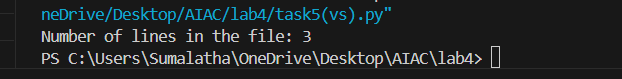 neDrive/Desktop/AIAC/lab4/task5(vs).py"
Number of lines in the file: 3
PS C:\Users\Sumalatha\OneDrive\Desktop\AIAC\lab4>